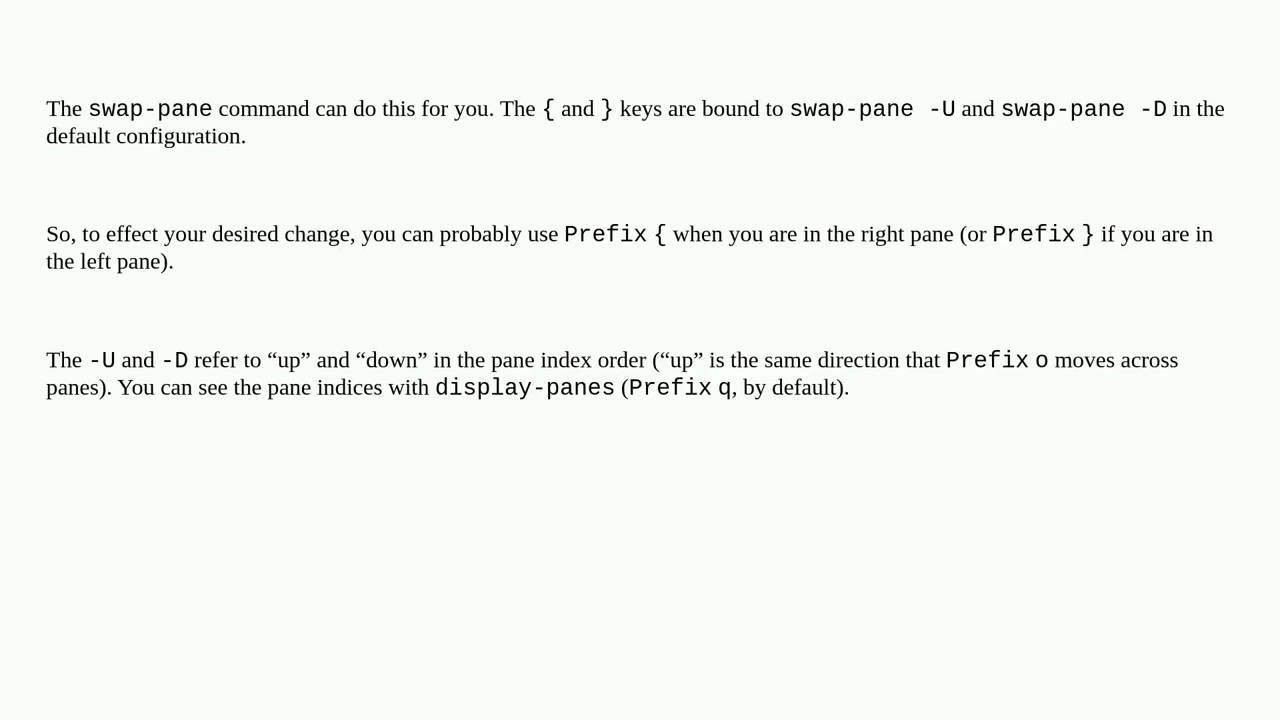 The swap-pane command can do this for you. The { and } keys are bound to swap-pane -U and swap-pane -D in the
default configuration.
So, to effect your desired change, you can probably use Prefix { when you are in the right pane (or Prefix } if you are in
the left pane).
The -U and -D refer to “up” and “down” in the pane index order (“up” is the same direction that Prefix o moves across
panes). You can see the pane indices with display-panes (Prefix q, by default).